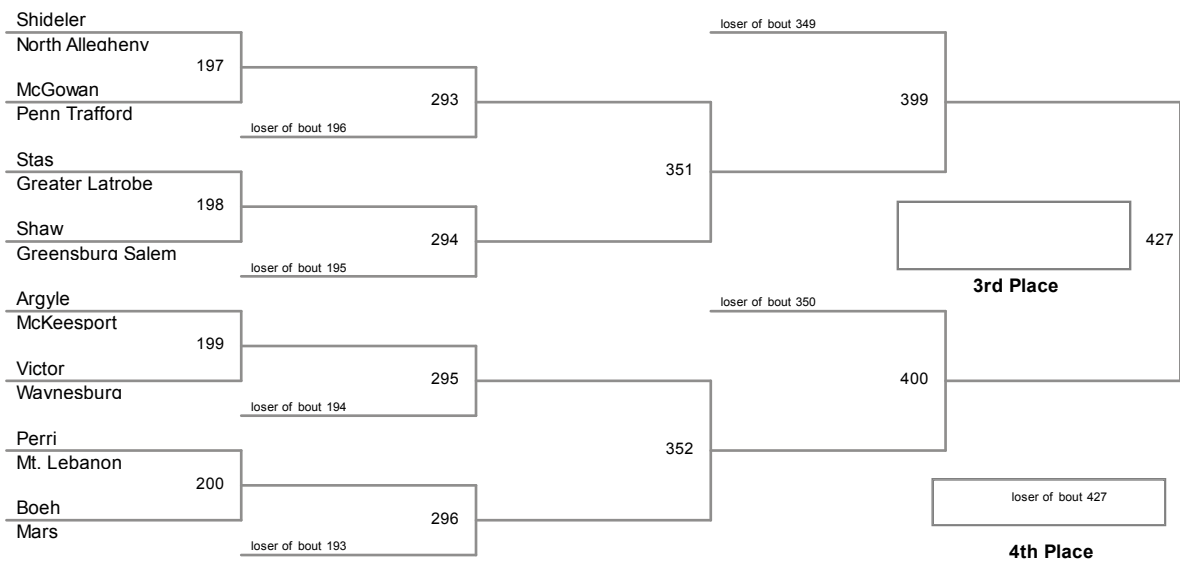 Shideler
North Allegheny
197
McGowan
Penn Trafford
293
loser of bout 196
Stas
Greater Latrobe
198
Shaw
Greensburg Salem
294
loser of bout 195
351
loser of bout 349
399
Argyle
McKeesport
199
Victor
Waynesburg
295
loser of bout 194
Perri
Mt. Lebanon
200
Boeh
Mars
296
loser of bout 193
352
loser of bout 350
400
427
3rd Place
loser of bout 427
4th Place